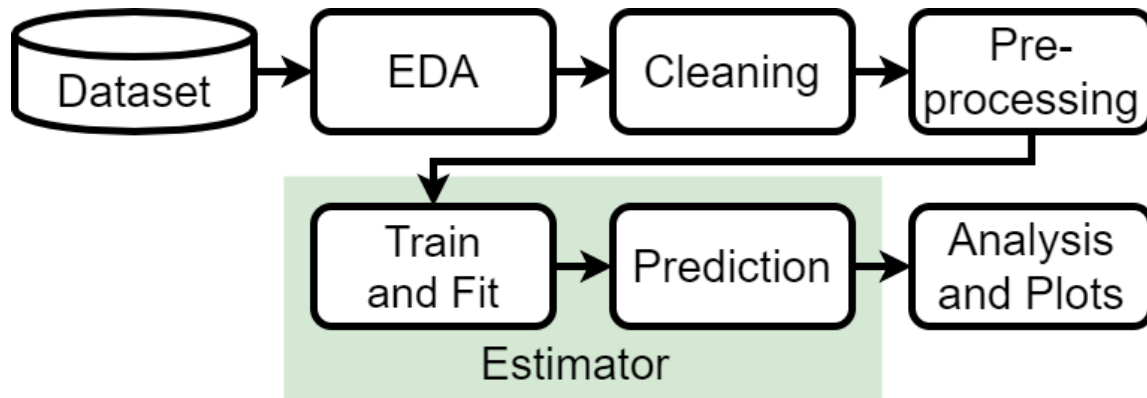 Dataset
EDA
Cleaning
Pre-
processing
Train
and Fit
Prediction
Analysis
and Plots
Estimator